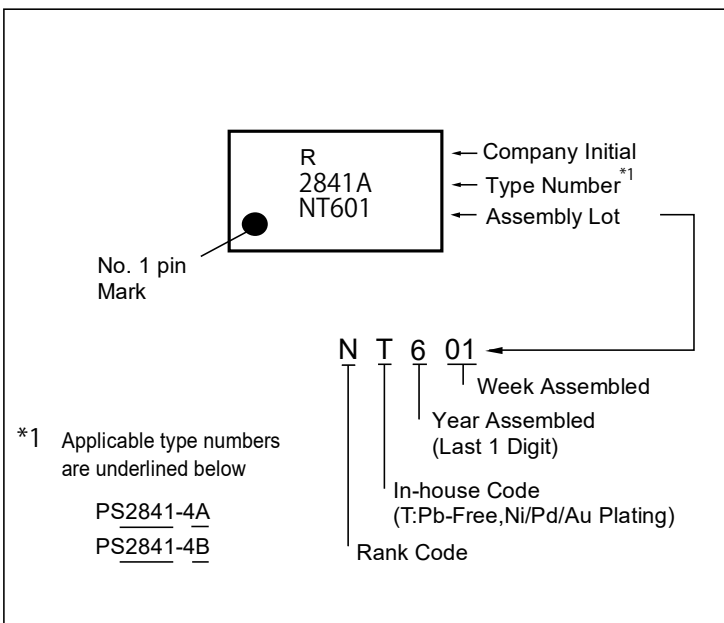 R
2841A
NT601
Company Initial
Type Number*1
Assembly Lot
No. 1 pin
Mark
N T 6 01
Week Assembled
Year Assembled
(Last 1 Digit)
In-house Code
(T:Pb-Free,Ni/Pd/Au Plating)
Rank Code
*1 Applicable type numbers
are underlined below
PS2841-4A
PS2841-4B